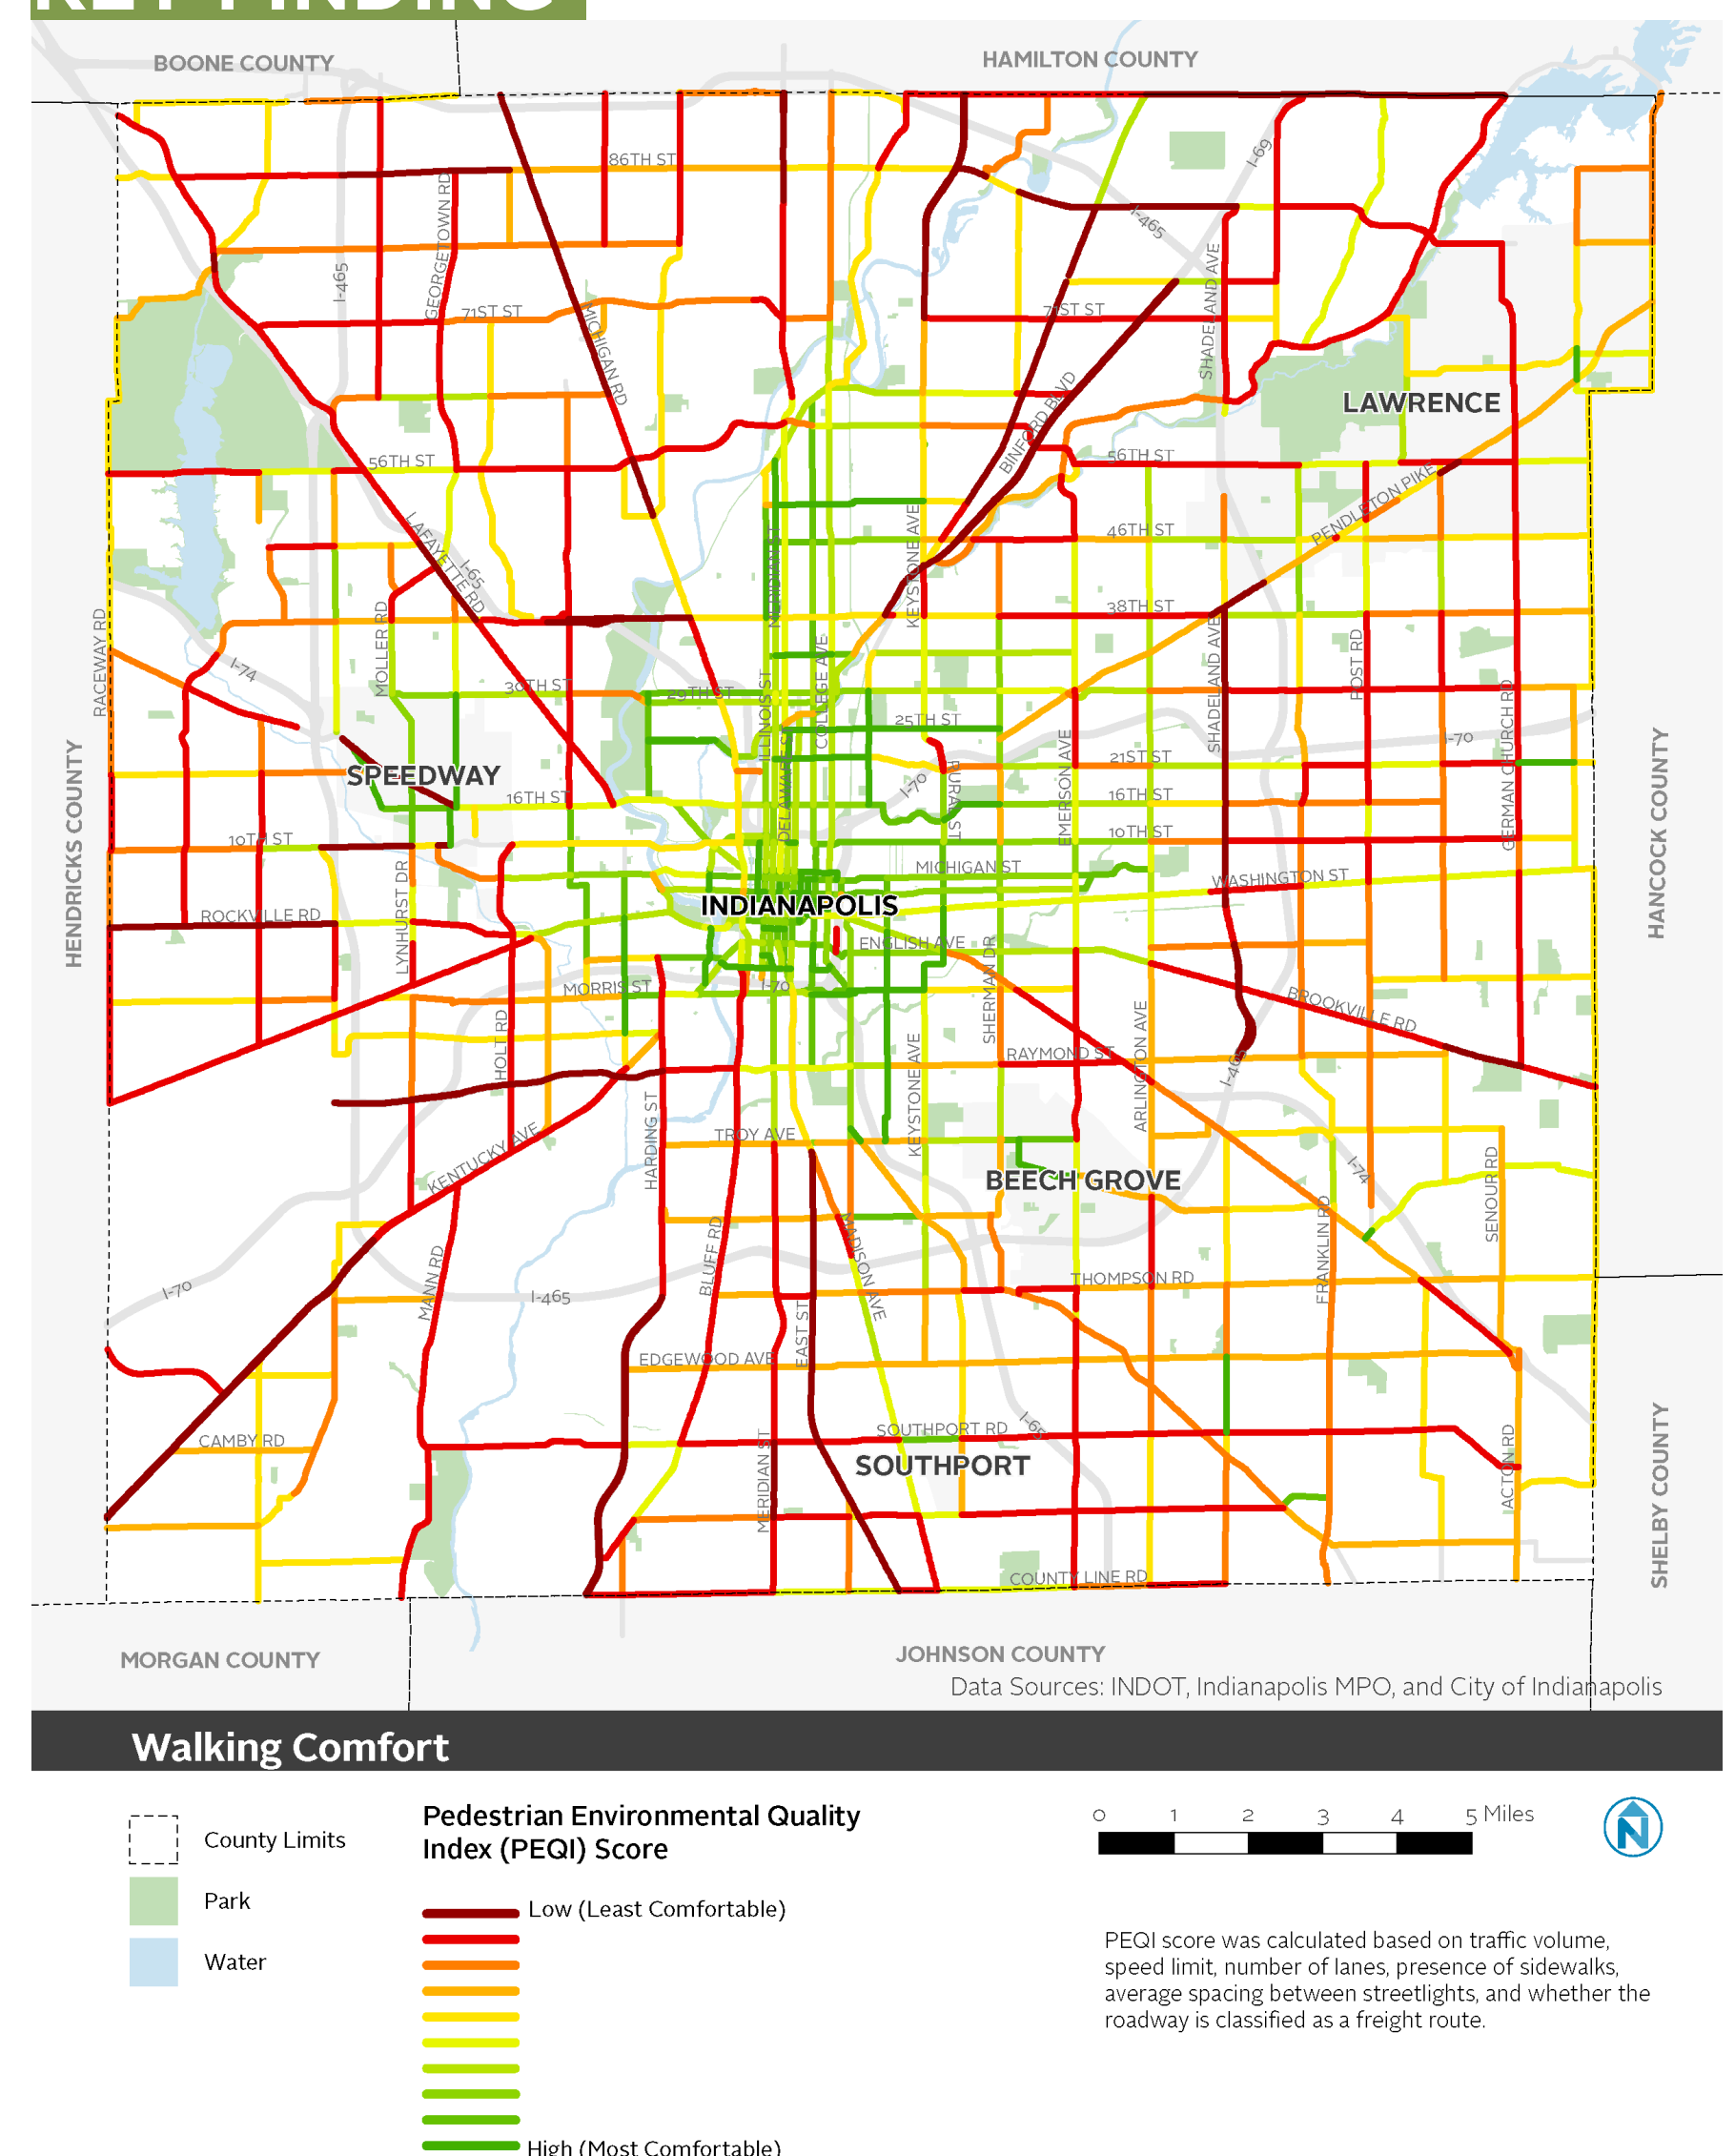 KEY FINDING
BOONE COUNTY
HAMILTON COUNTY
86TH ST
I-69
GEORGETOWN RD
I-465
I-465
SHADELAND AVE
71ST ST
MICHIGAN RD
71ST ST
LAWRENCE
BINFORD BLVD
56TH ST
56TH ST
PENDLETON PIKE
LAFAYETTE RD
I-65
MERIDIAN ST
KEYSTONE AVE
46TH ST
38TH ST
RACEWAY RD
MOLLER RD
I-74
30TH ST
29TH ST
ILLINOIS ST
COLLEGE AVE
SHADELAND AVE
POST RD
GERMAN CHURCH RD
25TH ST
I-70
HENDRICKS COUNTY
HANCOCK COUNTY
SPEEDWAY
EMERSON AVE
21ST ST
I-70
RURAL ST
DELAWARE ST
16TH ST
16TH ST
10TH ST
10TH ST
MICHIGAN ST
WASHINGTON ST
LYNHURST DR
ROCKVILLE RD
INDIANAPOLIS
ENGLISH AVE
SHERMAN DR
MORRIS ST
I-70
BROOKVILLE RD
HOLT RD
KEYSTONE AVE
RAYMOND ST
ARLINGTON AVE
I-465
HARDING ST
TROY AVE
KENTUCKY AVE
BEECH GROVE
I-74
SENOUR RD
FRANKLIN RD
BLUFF RD
MADISON AVE
MANN RD
THOMPSON RD
I-70
I-465
EAST ST
EDGEWOOD AVE
CAMBY RD
SOUTHPORT RD
I-65
MERIDIAN ST
SOUTHPORT
ACTON RD
SHELBY COUNTY
COUNTY LINE RD
MORGAN COUNTY
JOHNSON COUNTY
Data Sources: INDOT, Indianapolis MPO, and City of Indianapolis
Walking Comfort
County Limits
Park
Water
Pedestrian Environmental Quality
Index (PEQI) Score
Low (Least Comfortable)
High (Most Comfortable)
0 1 2 3 4 5 Miles
N
PEQI score was calculated based on traffic volume,
speed limit, number of lanes, presence of sidewalks,
average spacing between streetlights, and whether the
roadway is classified as a freight route.